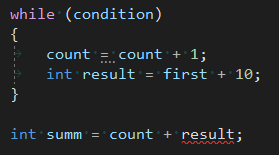 while (condition)
{
    count = count + 1;
    int result = first + 10;
}

int summ = count + result;